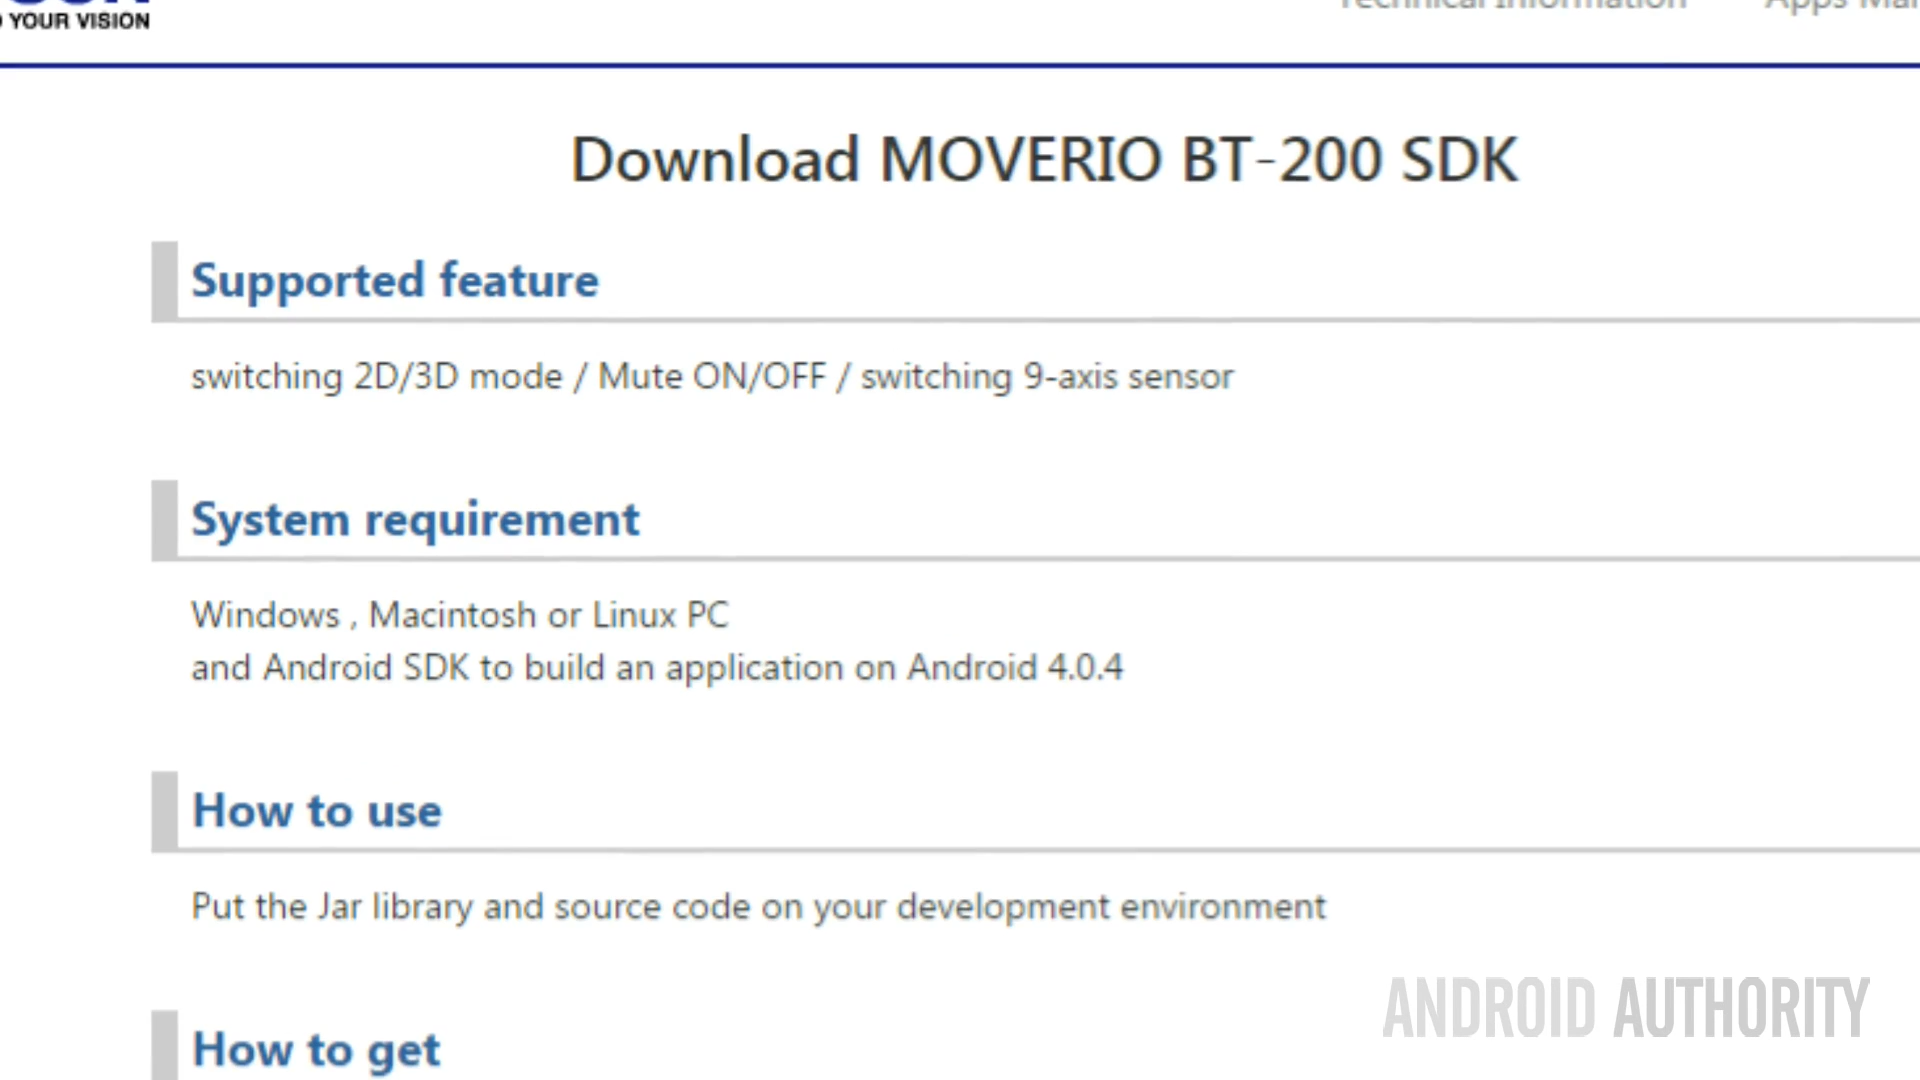 YOUR VISION
Technical Information
Apps
Download MOVERIO BT-200 SDK
Supported feature
switching 2D/3D mode / Mute ON/OFF / switching 9-axis sensor
System requirement
Windows , Macintosh or Linux PC
and Android SDK to build an application on Android 4.0.4
How to use
Put the Jar library and source code on your development environment
ANDROID AUTHORITY
How to get